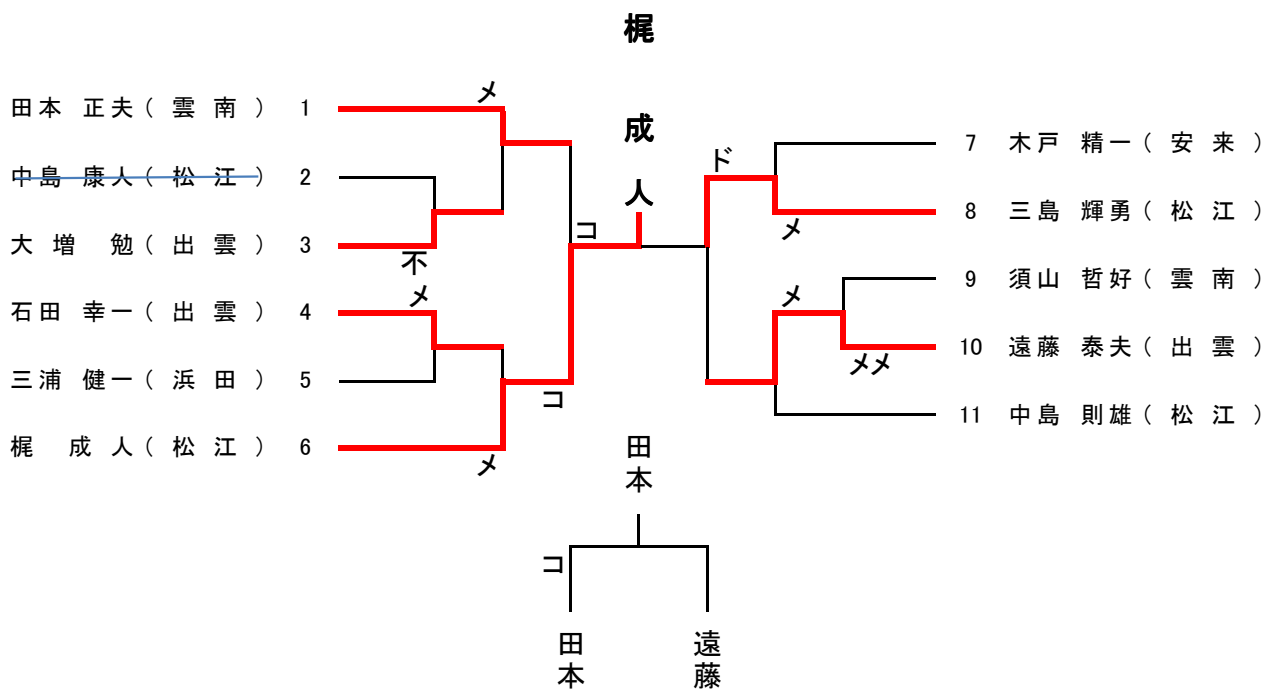 梶 成人
田本 正夫(雲南) 1
メ
中島 康人(松江) 2
大増 勉(出雲) 3
不
石田 幸一(出雲) 4
メ
三浦 健一(浜田) 5
梶 成人(松江) 6
メ
コ
コ
ド
7 木戸 精一(安来)
8 三島 輝勇(松江)
メ
9 須山 哲好(雲南)
メ
10 遠藤 泰夫(出雲)
メメ
11 中島 則雄(松江)
田本
コ
田本
遠藤